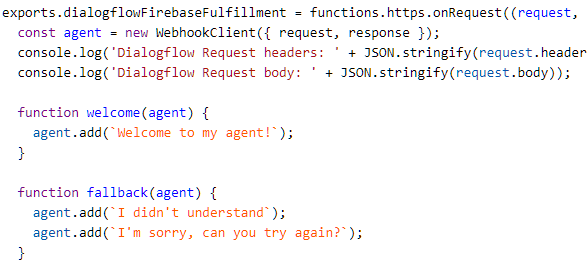 exports.dialogflowFirebaseFulfillment = functions.https.onRequest((request,
const agent = new WebhookClient({ request, response });
console.log('Dialogflow Request headers: ' + JSON.stringify(request.header
console.log('Dialogflow Request body: ' + JSON.stringify(request.body));
function welcome(agent) {
agent.add(`Welcome to my agent!`);
}
function fallback(agent) {
agent.add(`I didn't understand`);
agent.add(`I'm sorry, can you try again?`);
}